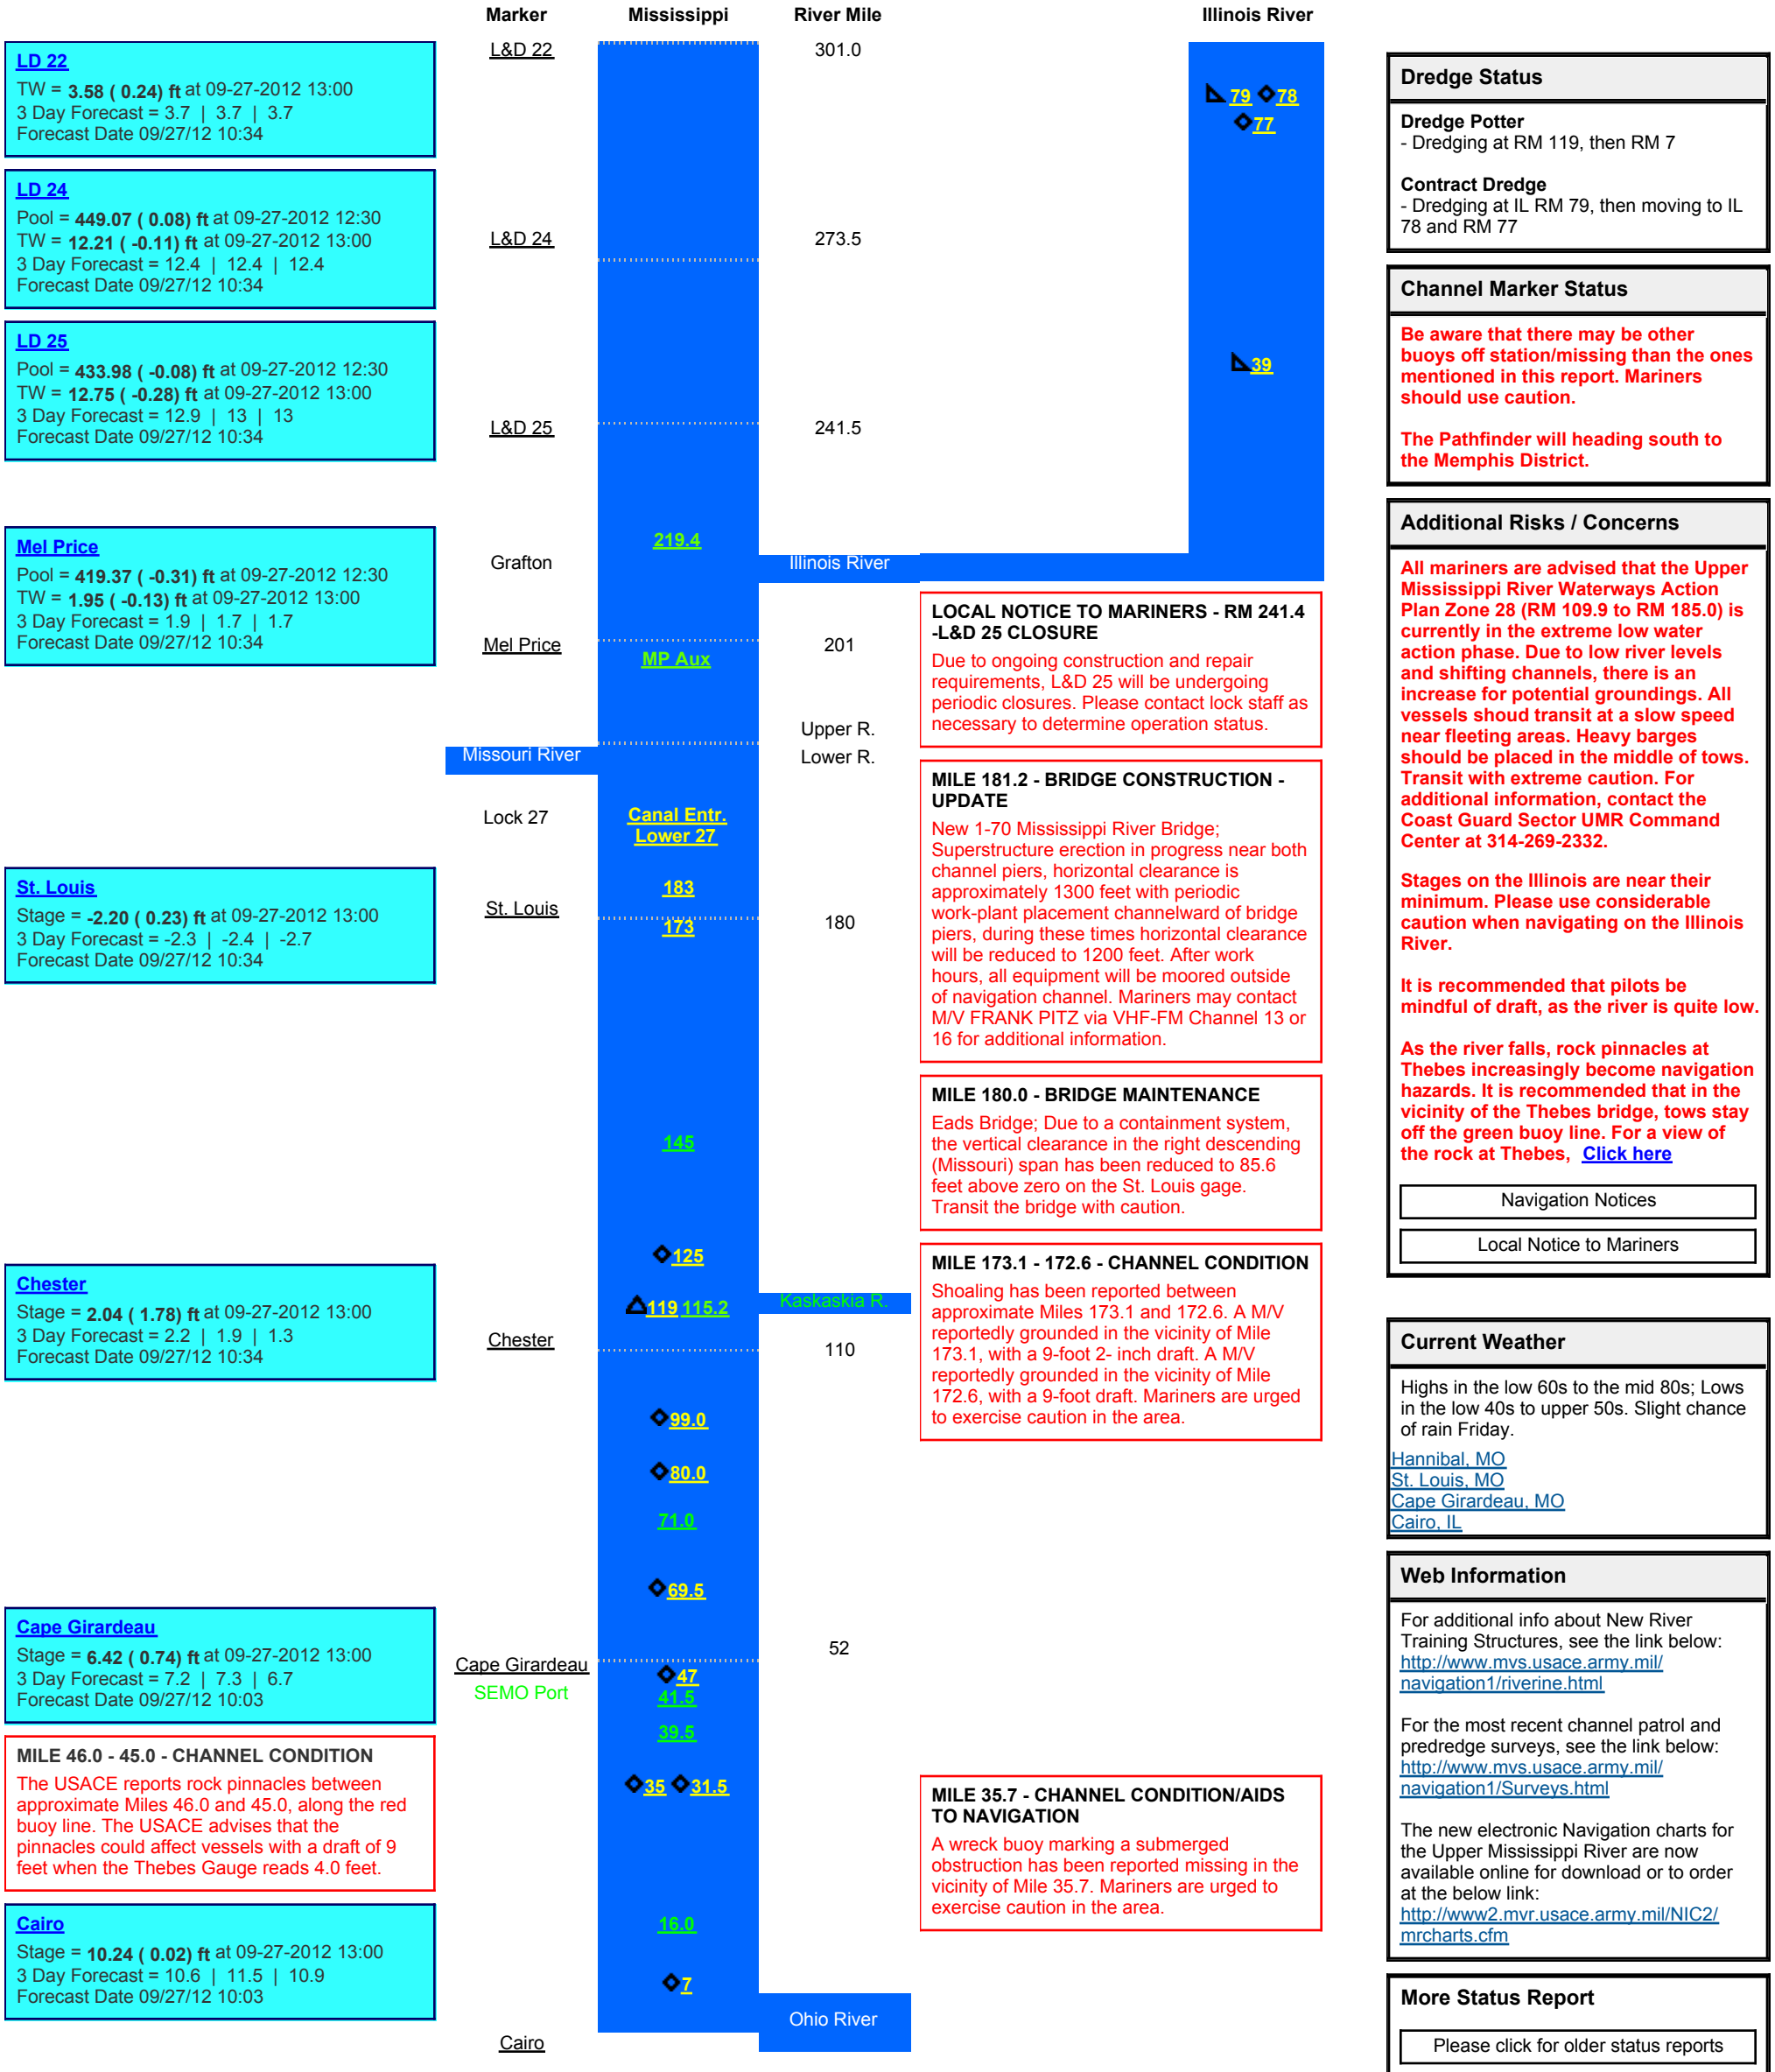 Marker Mississippi River Mile Illinois River
LD 22
TW = 3.58 ( 0.24) ft at 09-27-2012 13:00
3 Day Forecast = 3.7 | 3.7 | 3.7
Forecast Date 09/27/12 10:34
LD 24
Pool = 449.07 ( 0.08) ft at 09-27-2012 12:30
TW = 12.21 ( -0.11) ft at 09-27-2012 13:00
3 Day Forecast = 12.4 | 12.4 | 12.4
Forecast Date 09/27/12 10:34
LD 25
Pool = 433.98 ( -0.08) ft at 09-27-2012 12:30
TW = 12.75 ( -0.28) ft at 09-27-2012 13:00
3 Day Forecast = 12.9 | 13 | 13
Forecast Date 09/27/12 10:34
Mel Price
Pool = 419.37 ( -0.31) ft at 09-27-2012 12:30
TW = 1.95 ( -0.13) ft at 09-27-2012 13:00
3 Day Forecast = 1.9 | 1.7 | 1.7
Forecast Date 09/27/12 10:34
St. Louis
Stage = -2.20 ( 0.23) ft at 09-27-2012 13:00
3 Day Forecast = -2.3 | -2.4 | -2.7
Forecast Date 09/27/12 10:34
Chester
Stage = 2.04 ( 1.78) ft at 09-27-2012 13:00
3 Day Forecast = 2.2 | 1.9 | 1.3
Forecast Date 09/27/12 10:34
Cape Girardeau
Stage = 6.42 ( 0.74) ft at 09-27-2012 13:00
3 Day Forecast = 7.2 | 7.3 | 6.7
Forecast Date 09/27/12 10:03
MILE 46.0 - 45.0 - CHANNEL CONDITION
The USACE reports rock pinnacles between
approximate Miles 46.0 and 45.0, along the red
buoy line. The USACE advises that the
pinnacles could affect vessels with a draft of 9
feet when the Thebes Gauge reads 4.0 feet.
Cairo
Stage = 10.24 ( 0.02) ft at 09-27-2012 13:00
3 Day Forecast = 10.6 | 11.5 | 10.9
Forecast Date 09/27/12 10:03
L&D 22
L&D 24
L&D 25
Grafton
Mel Price
Missouri River
Lock 27
St. Louis
Chester
Cape Girardeau
SEMO Port
Cairo
219.4
MP Aux
Canal Entr.
Lower 27
183
173
145
125
119 115.2
99.0
80.0
71.0
69.5
47
41.5
39.5
35 31.5
16.0
7
301.0
273.5
241.5
Illinois River
201
Upper R.
Lower R.
180
Kaskaskia R.
110
52
Ohio River
79 78
77
39
LOCAL NOTICE TO MARINERS - RM 241.4
-L&D 25 CLOSURE
Due to ongoing construction and repair
requirements, L&D 25 will be undergoing
periodic closures. Please contact lock staff as
necessary to determine operation status.
MILE 181.2 - BRIDGE CONSTRUCTION -
UPDATE
New 1-70 Mississippi River Bridge;
Superstructure erection in progress near both
channel piers, horizontal clearance is
approximately 1300 feet with periodic
work-plant placement channelward of bridge
piers, during these times horizontal clearance
will be reduced to 1200 feet. After work
hours, all equipment will be moored outside
of navigation channel. Mariners may contact
M/V FRANK PITZ via VHF-FM Channel 13 or
16 for additional information.
MILE 180.0 - BRIDGE MAINTENANCE
Eads Bridge; Due to a containment system,
the vertical clearance in the right descending
(Missouri) span has been reduced to 85.6
feet above zero on the St. Louis gage.
Transit the bridge with caution.
MILE 173.1 - 172.6 - CHANNEL CONDITION
Shoaling has been reported between
approximate Miles 173.1 and 172.6. A M/V
reportedly grounded in the vicinity of Mile
173.1, with a 9-foot 2- inch draft. A M/V
reportedly grounded in the vicinity of Mile
172.6, with a 9-foot draft. Mariners are urged
to exercise caution in the area.
MILE 35.7 - CHANNEL CONDITION/AIDS
TO NAVIGATION
A wreck buoy marking a submerged
obstruction has been reported missing in the
vicinity of Mile 35.7. Mariners are urged to
exercise caution in the area.
Dredge Status
Dredge Potter
- Dredging at RM 119, then RM 7
Contract Dredge
- Dredging at IL RM 79, then moving to IL
78 and RM 77
Channel Marker Status
Be aware that there may be other
buoys off station/missing than the ones
mentioned in this report. Mariners
should use caution.
The Pathfinder will heading south to
the Memphis District.
Additional Risks / Concerns
All mariners are advised that the Upper
Mississippi River Waterways Action
Plan Zone 28 (RM 109.9 to RM 185.0) is
currently in the extreme low water
action phase. Due to low river levels
and shifting channels, there is an
increase for potential groundings. All
vessels shoud transit at a slow speed
near fleeting areas. Heavy barges
should be placed in the middle of tows.
Transit with extreme caution. For
additional information, contact the
Coast Guard Sector UMR Command
Center at 314-269-2332.
Stages on the Illinois are near their
minimum. Please use considerable
caution when navigating on the Illinois
River.
It is recommended that pilots be
mindful of draft, as the river is quite low.
As the river falls, rock pinnacles at
Thebes increasingly become navigation
hazards. It is recommended that in the
vicinity of the Thebes bridge, tows stay
off the green buoy line. For a view of
the rock at Thebes, Click here
Navigation Notices
Local Notice to Mariners
Current Weather
Highs in the low 60s to the mid 80s; Lows
in the low 40s to upper 50s. Slight chance
of rain Friday.
Hannibal, MO
St. Louis, MO
Cape Girardeau, MO
Cairo, IL
Web Information
For additional info about New River
Training Structures, see the link below:
http://www.mvs.usace.army.mil/
navigation1/riverine.html
For the most recent channel patrol and
predredge surveys, see the link below:
http://www.mvs.usace.army.mil/
navigation1/Surveys.html
The new electronic Navigation charts for
the Upper Mississippi River are now
available online for download or to order
at the below link:
http://www2.mvr.usace.army.mil/NIC2/
mrcharts.cfm
More Status Report
Please click for older status reports